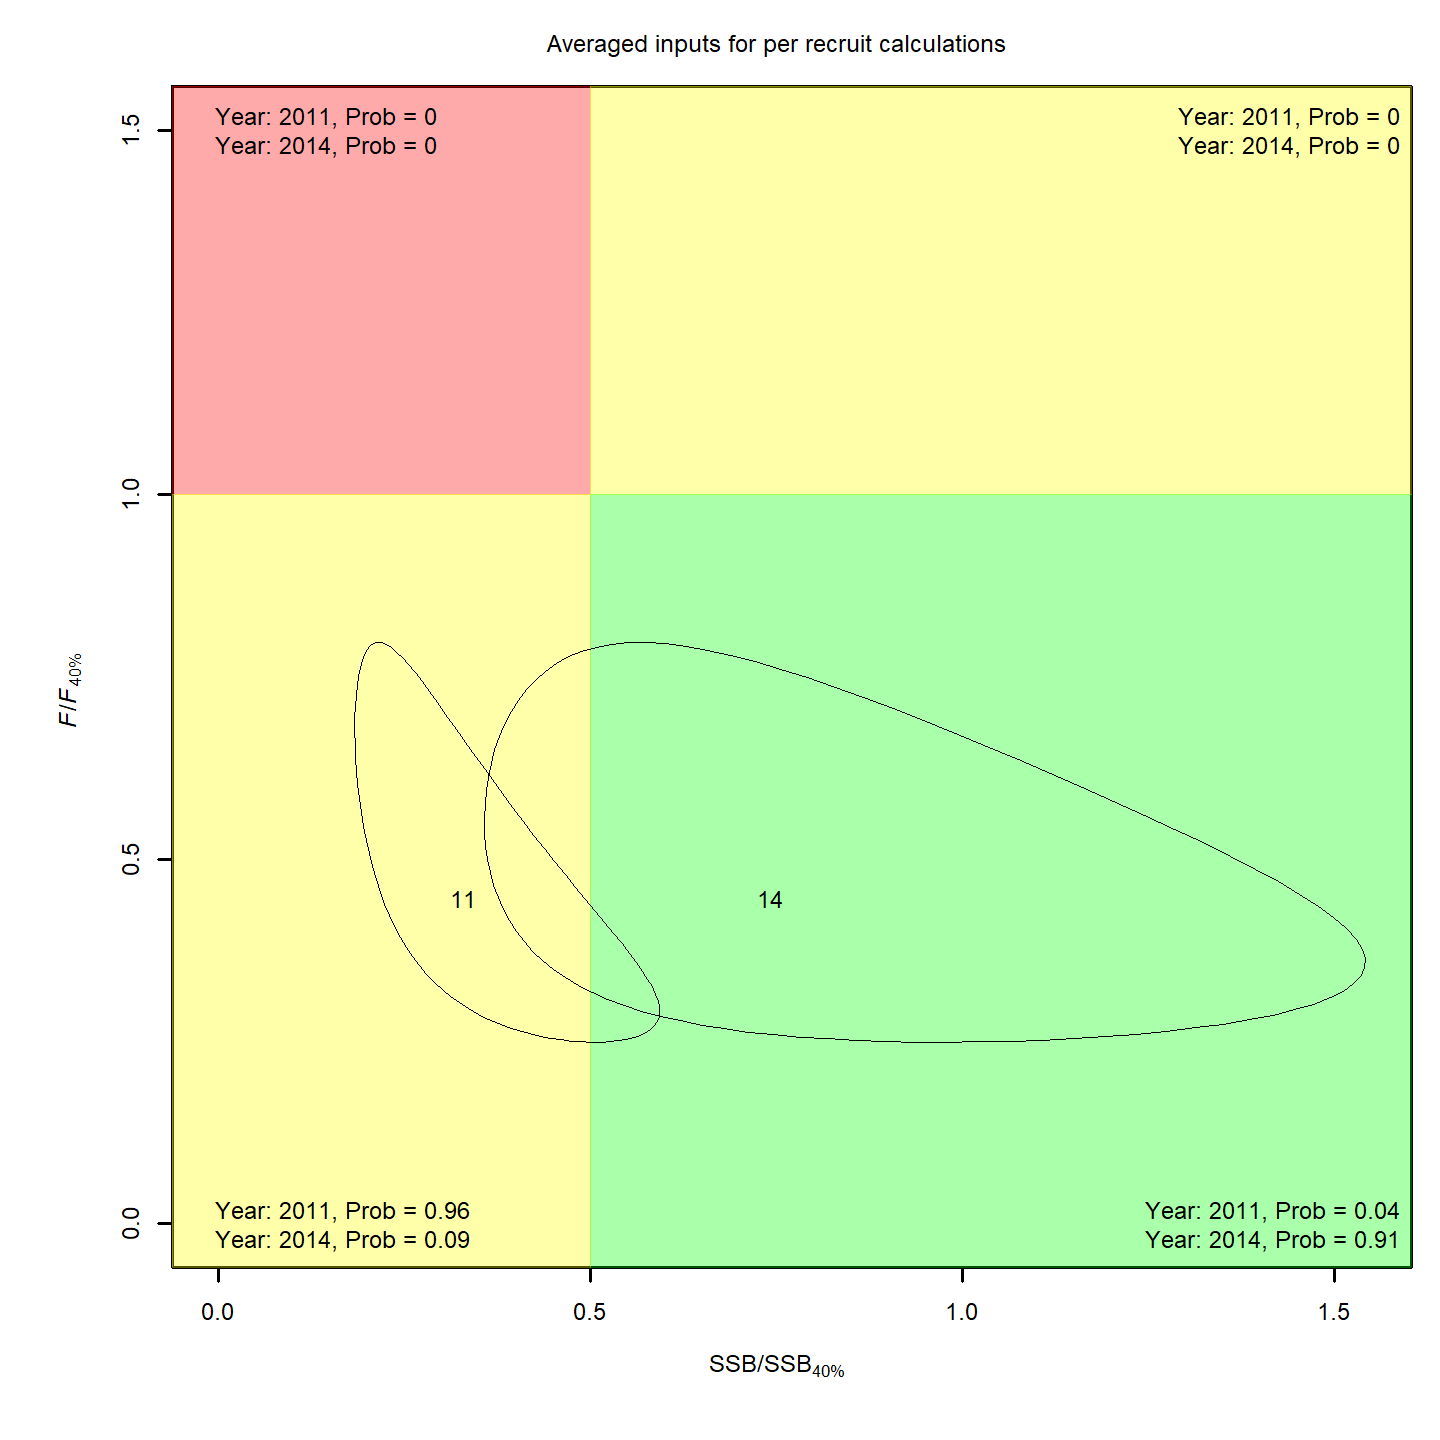 Averaged inputs for per recruit calculations
Year: 2011, Prob = 0
Year: 2014, Prob = 0
Year: 2011, Prob = 0
Year: 2014, Prob = 0
1.5
1.0
0.5
0.0
F/F40%
11
14
Year: 2011, Prob = 0.96
Year: 2014, Prob = 0.09
Year: 2011, Prob = 0.04
Year: 2014, Prob = 0.91
0.0 0.5 1.0 1.5
SSB/SSB40%